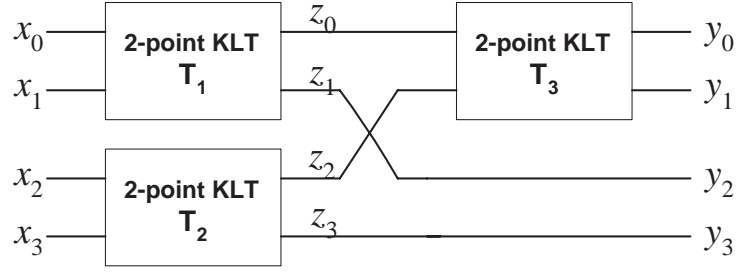 x₀ 2-point KLT z₀ 2-point KLT y₀
x₁ T₁ z₁ T₃ y₁
x₂ 2-point KLT z₂ y₂
x₃ T₂ z₃ y₃